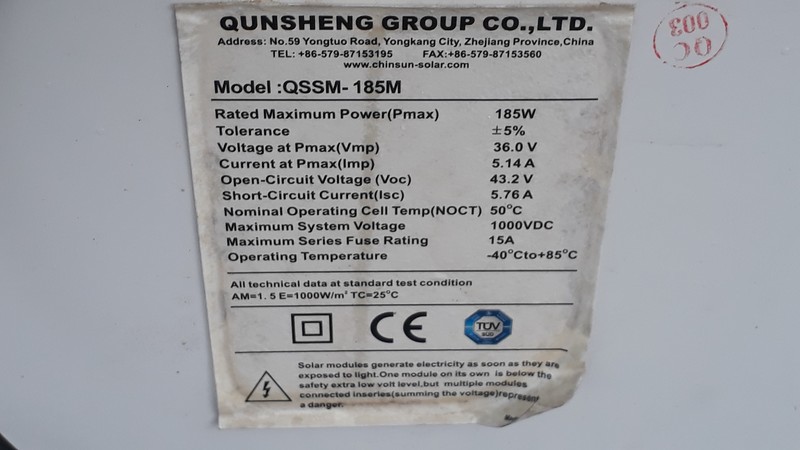 QUNSHENG GROUP CO.,LTD.
Address: No.59 Yongtuo Road, Yongkang City, Zhejiang Province,China
TEL: +86-579-87153195 FAX:+86-579-87153560
www.chinsun-solar.com
QC
003
Model :QSSM-185M
Rated Maximum Power(Pmax) 185W
Tolerance ±5%
Voltage at Pmax(Vmp) 36.0 V
Current at Pmax(Imp) 5.14 A
Open-Circuit Voltage (Voc) 43.2 V
Short-Circuit Current(Isc) 5.76 A
Nominal Operating Cell Temp(NOCT) 50°C
Maximum System Voltage 1000VDC
Maximum Series Fuse Rating 15A
Operating Temperature -40°Cto+85°C
All technical data at standard test condition
AM=1.5 E=1000W/m² TC=25°C
CE
TÜV
SÜD
Solar modules generate electricity as soon as they are
exposed to light.One module on its own is below the
safety extra low volt level,but multiple modules
connected inseries(summing the voltage)represent
a danger.